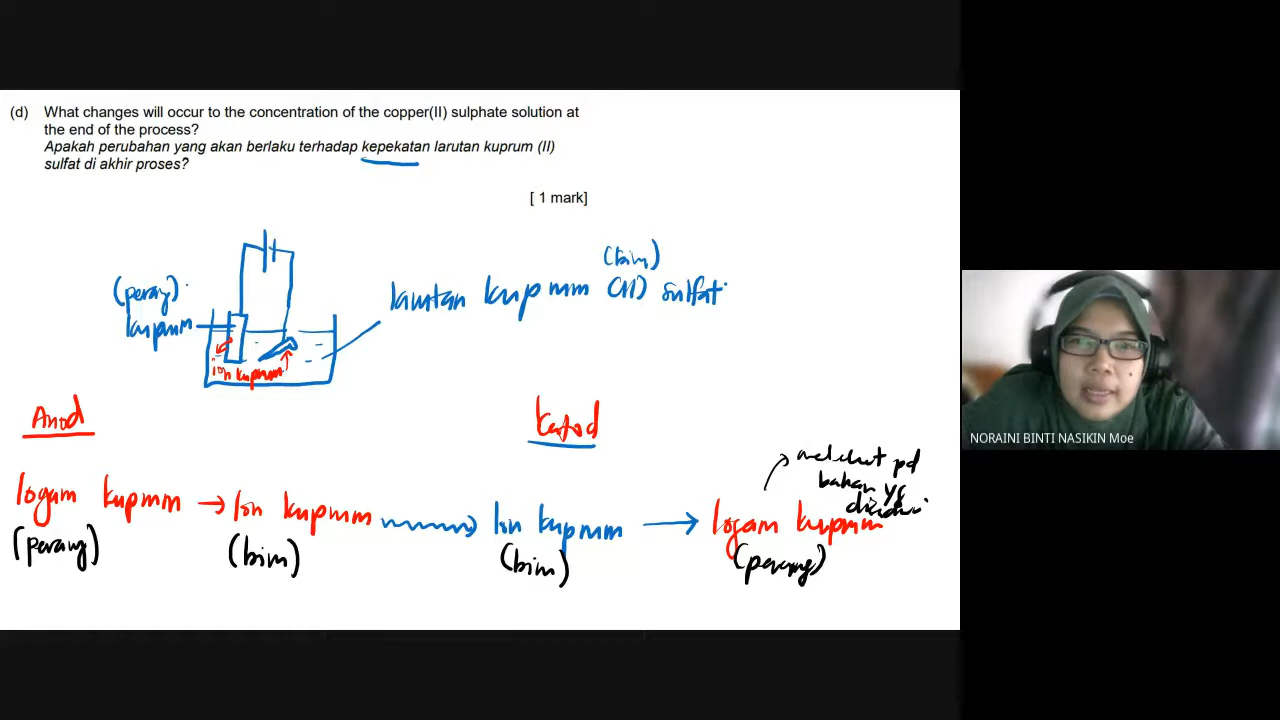 (d) What changes will occur to the concentration of the copper(II) sulphate solution at
the end of the process?
Apakah perubahan yang akan berlaku terhadap kepekatan larutan kuprum (II)
sulfat di akhir proses?
[ 1 mark]
(biru)
larutan kuprum (II) sulfat
(perang)
kuprum
ion kuprum
Anod
Katod
melekat pd
bahan yg
logam kuprum → Ion kuprum → Ion kuprum → logam kuprum
(perang) (biru) (biru) (perang)
NORAINI BINTI NASIKIN Moe